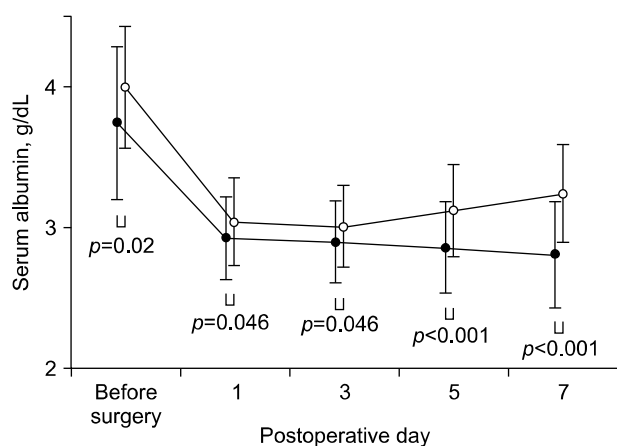 Serum albumin, g/dL
4
3
2
p=0.02
p=0.046
p=0.046
p<0.001
p<0.001
Before
surgery
1
3
5
7
Postoperative day